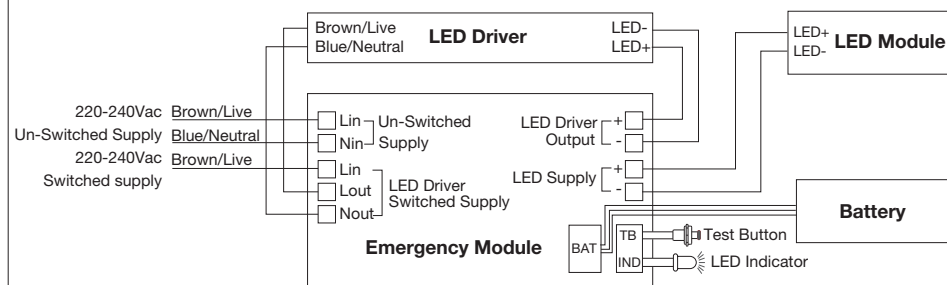 Brown/Live LED Driver LED- LED+ LED Module
Blue/Neutral LED+ LED-
220-240Vac Brown/Live Lin Un-Switched LED Driver +
Un-Switched Supply Blue/Neutral Nin Supply Output -
220-240Vac Brown/Live Lin LED Supply +
Switched supply Lout LED Driver -
Nout Switched Supply
Battery
Emergency Module BAT TB Test Button
IND LED Indicator